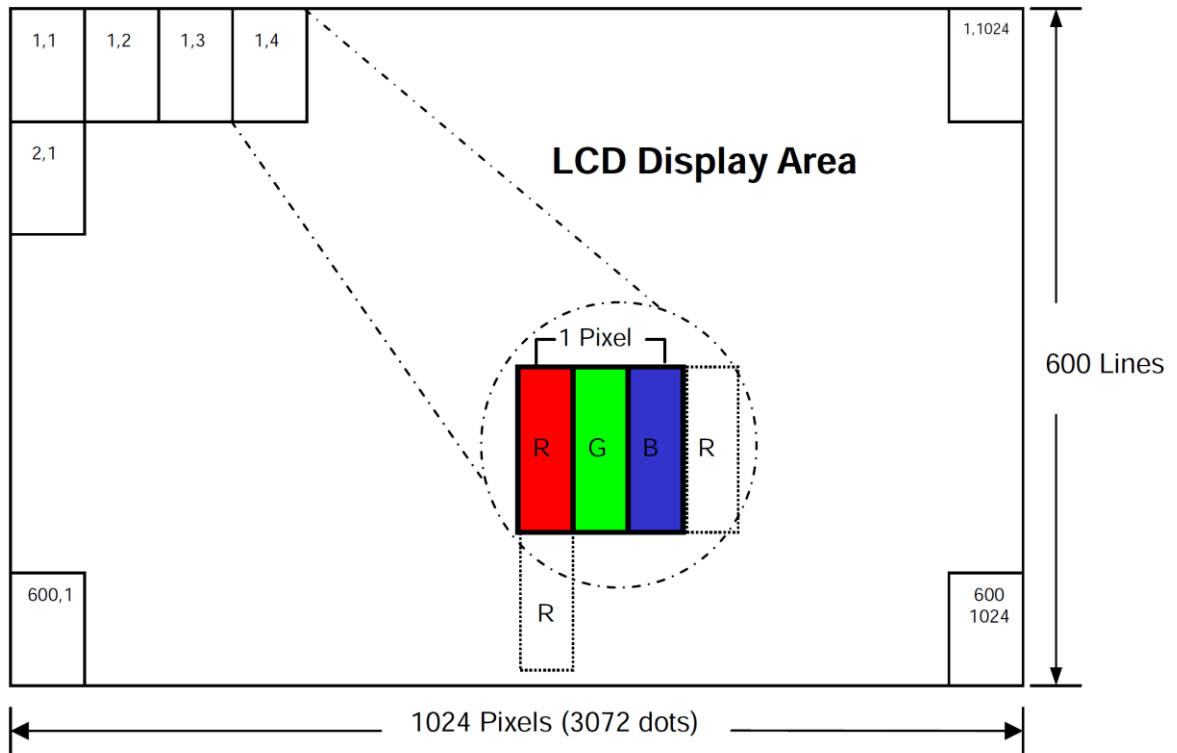 1,1 1,2 1,3 1,4 1,1024
2,1
LCD Display Area
1 Pixel
600 Lines
R G B R
600,1
R
600
1024
1024 Pixels (3072 dots)